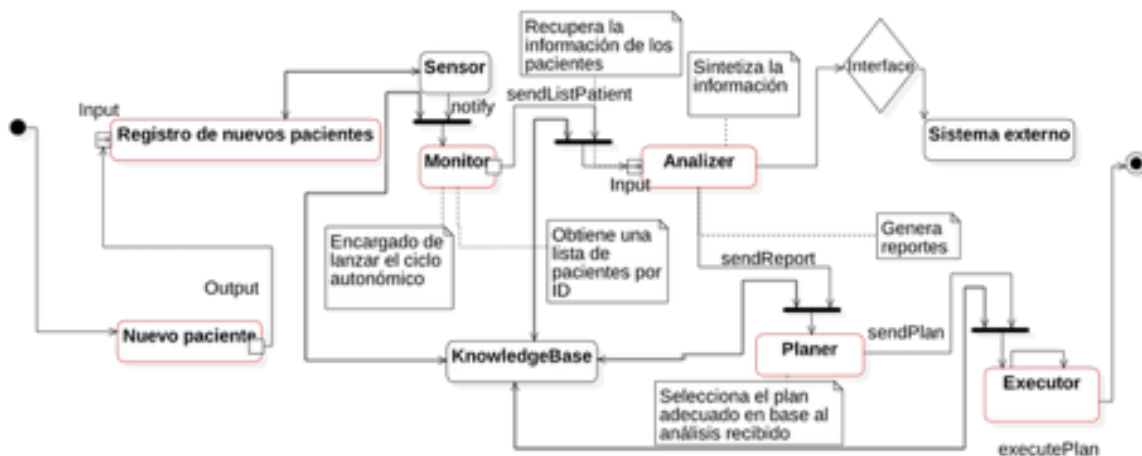 Recupera la
información de los
pacientes
Sintetiza la
información
Interface
Sensor
notify
sendListPatient
Input
Registro de nuevos pacientes
Monitor
Analizer
Input
Sistema externo
Encargado de
lanzar el ciclo
autonómico
Obtiene una
lista de
pacientes por
ID
Genera
reportes
sendReport
Output
Nuevo paciente
KnowledgeBase
Planer
sendPlan
Executor
Selecciona el plan
adecuado en base al
análisis recibido
executePlan